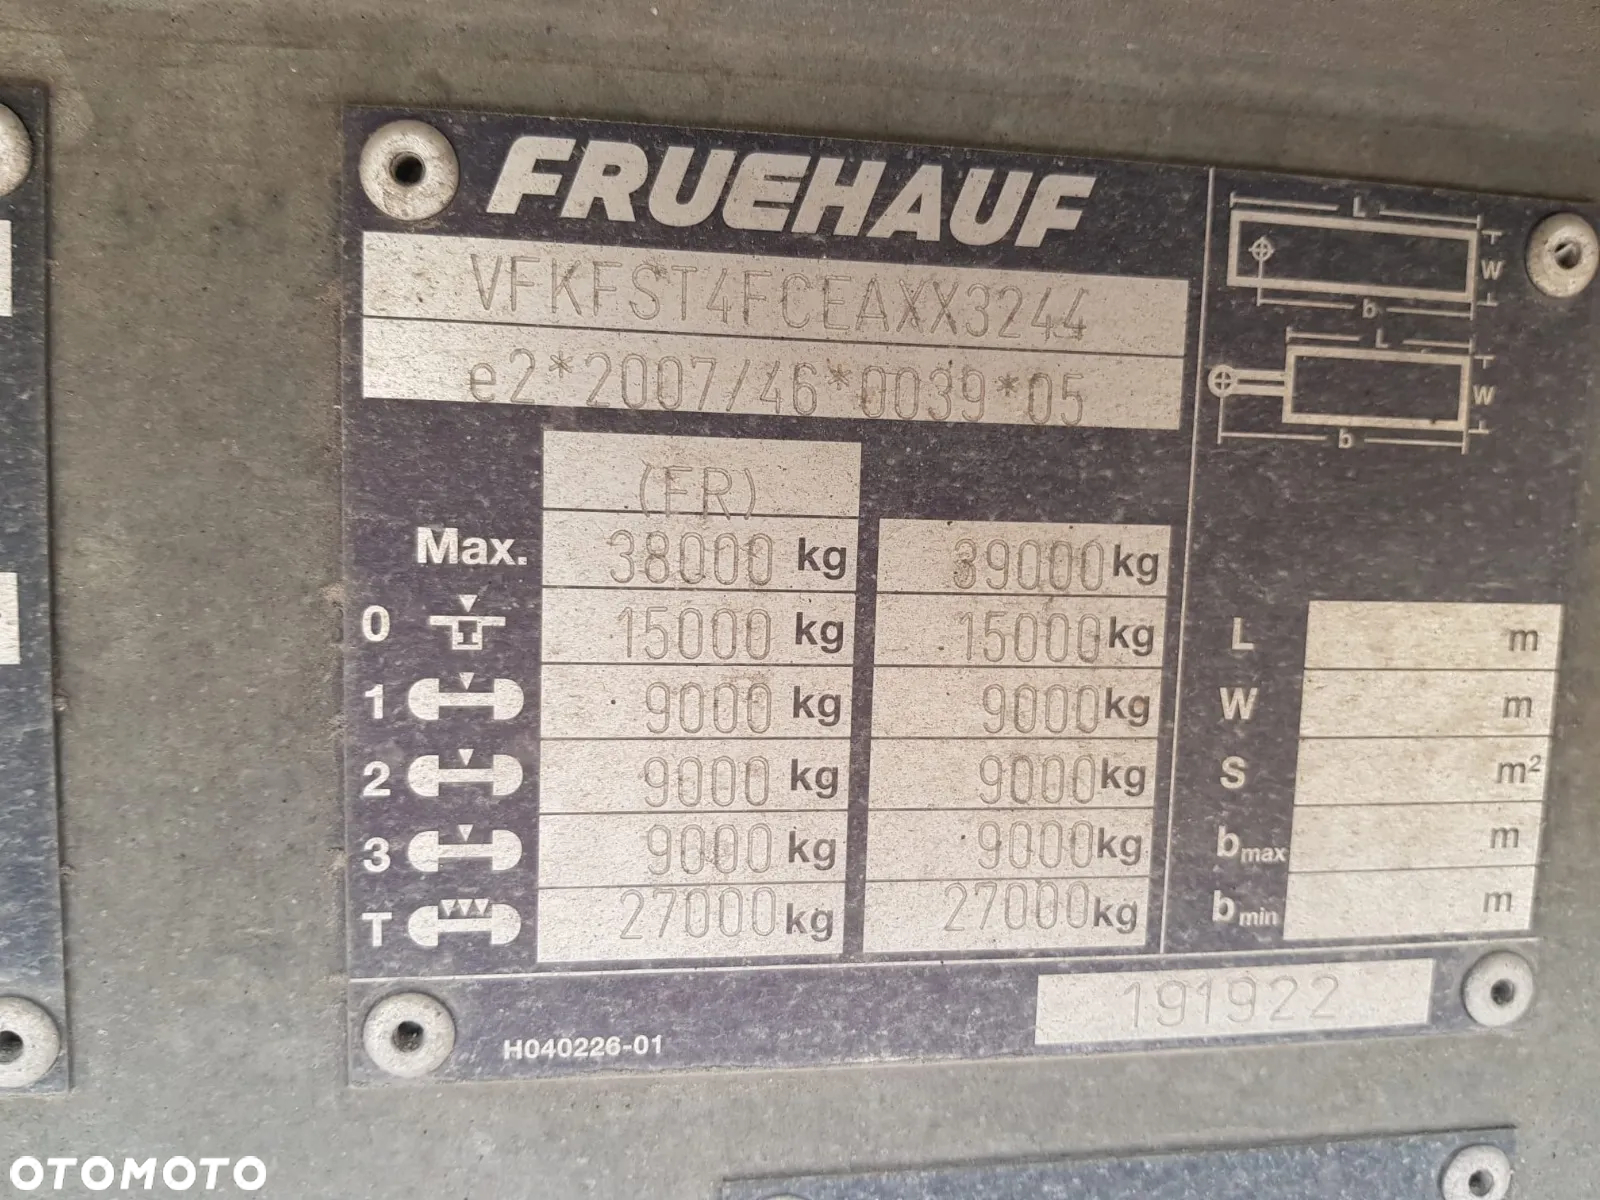 FRUEHAUF
VFKFST4FCEAXX3244
e2*2007/46*0039*05
(FR)
Max. 38000 kg 39000 kg
0 15000 kg 15000 kg
1 9000 kg 9000 kg
2 9000 kg 9000 kg
3 9000 kg 9000 kg
T 27000 kg 27000 kg
L
W
b
L
W
b
L m
W m
S m²
bmax m
bmin m
191922
H040226-01
OTOMOTO